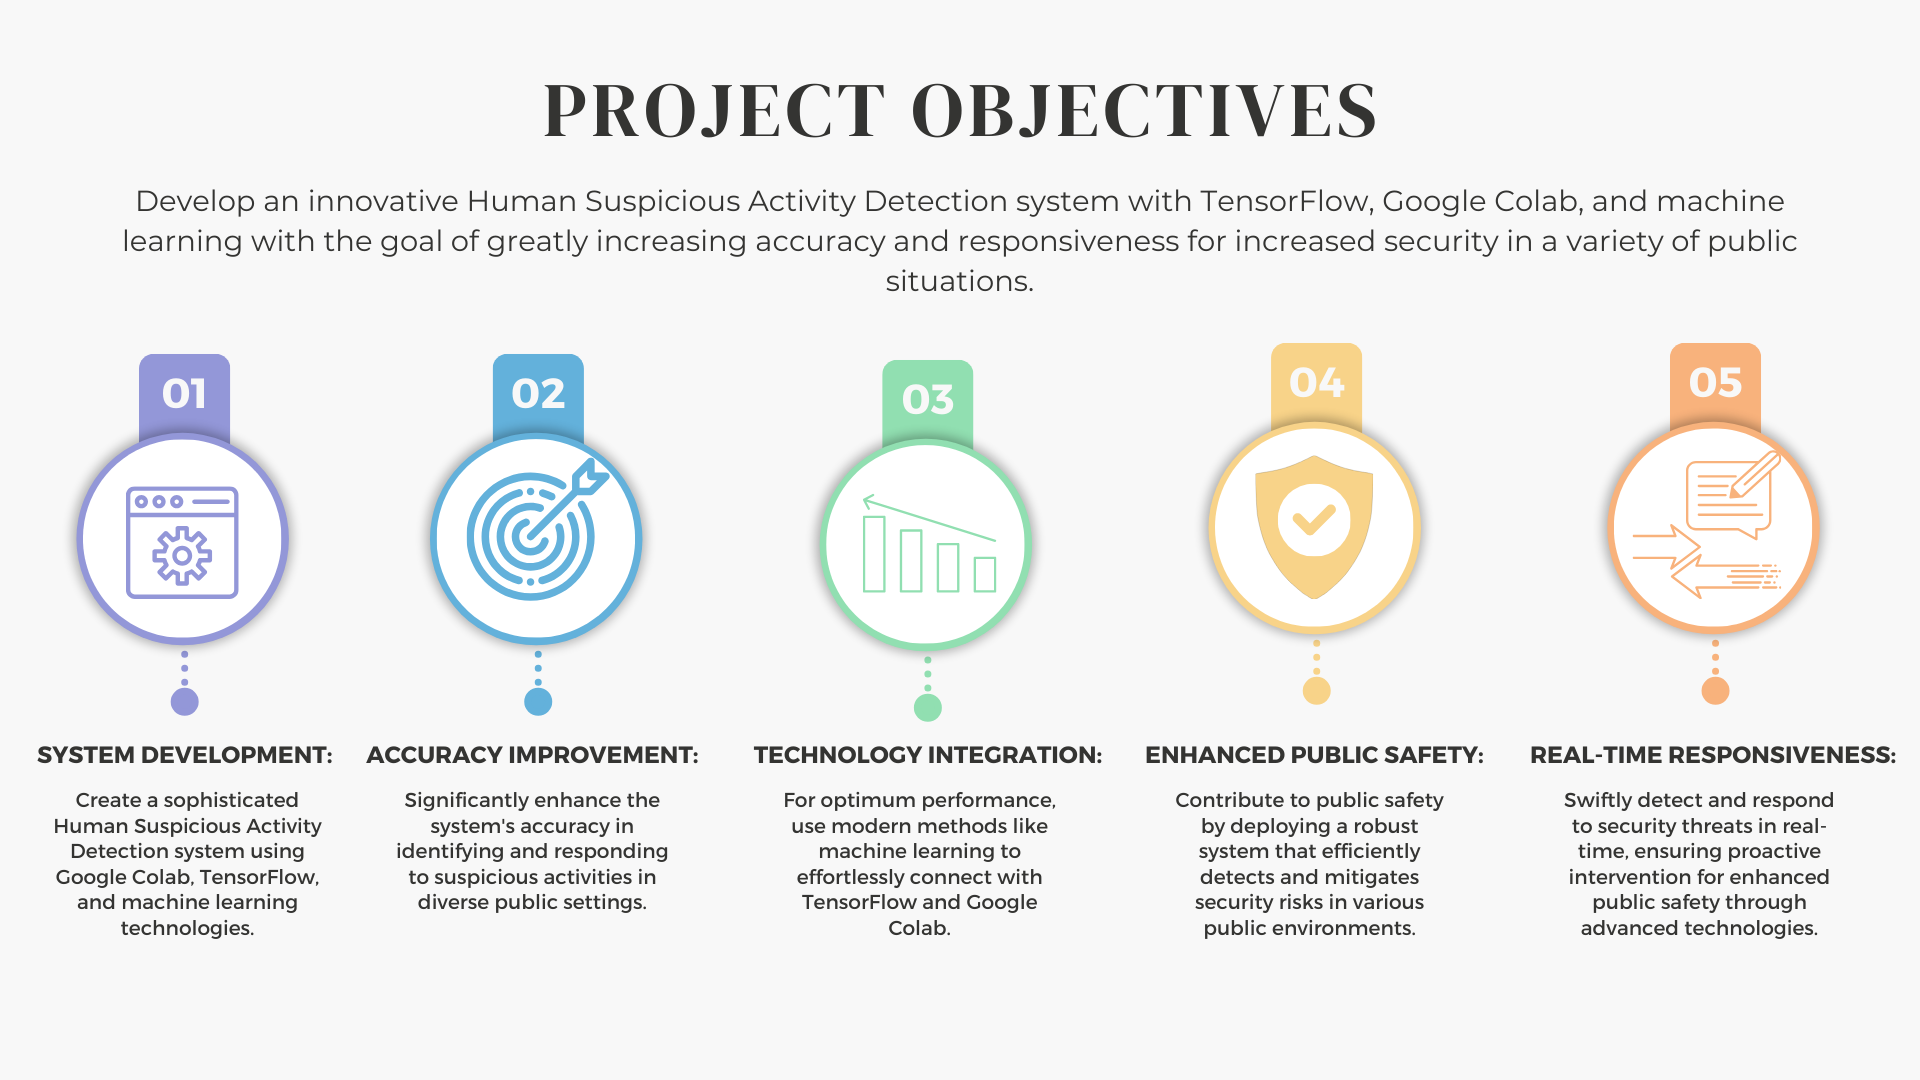 PROJECT OBJECTIVES
Develop an innovative Human Suspicious Activity Detection system with TensorFlow, Google Colab, and machine
learning with the goal of greatly increasing accuracy and responsiveness for increased security in a variety of public
situations.
01
SYSTEM DEVELOPMENT:
Create a sophisticated
Human Suspicious Activity
Detection system using
Google Colab, TensorFlow,
and machine learning
technologies.
02
ACCURACY IMPROVEMENT:
Significantly enhance the
system's accuracy in
identifying and responding
to suspicious activities in
diverse public settings.
03
TECHNOLOGY INTEGRATION:
For optimum performance,
use modern methods like
machine learning to
effortlessly connect with
TensorFlow and Google
Colab.
04
ENHANCED PUBLIC SAFETY:
Contribute to public safety
by deploying a robust
system that efficiently
detects and mitigates
security risks in various
public environments.
05
REAL-TIME RESPONSIVENESS:
Swiftly detect and respond
to security threats in real-
time, ensuring proactive
intervention for enhanced
public safety through
advanced technologies.